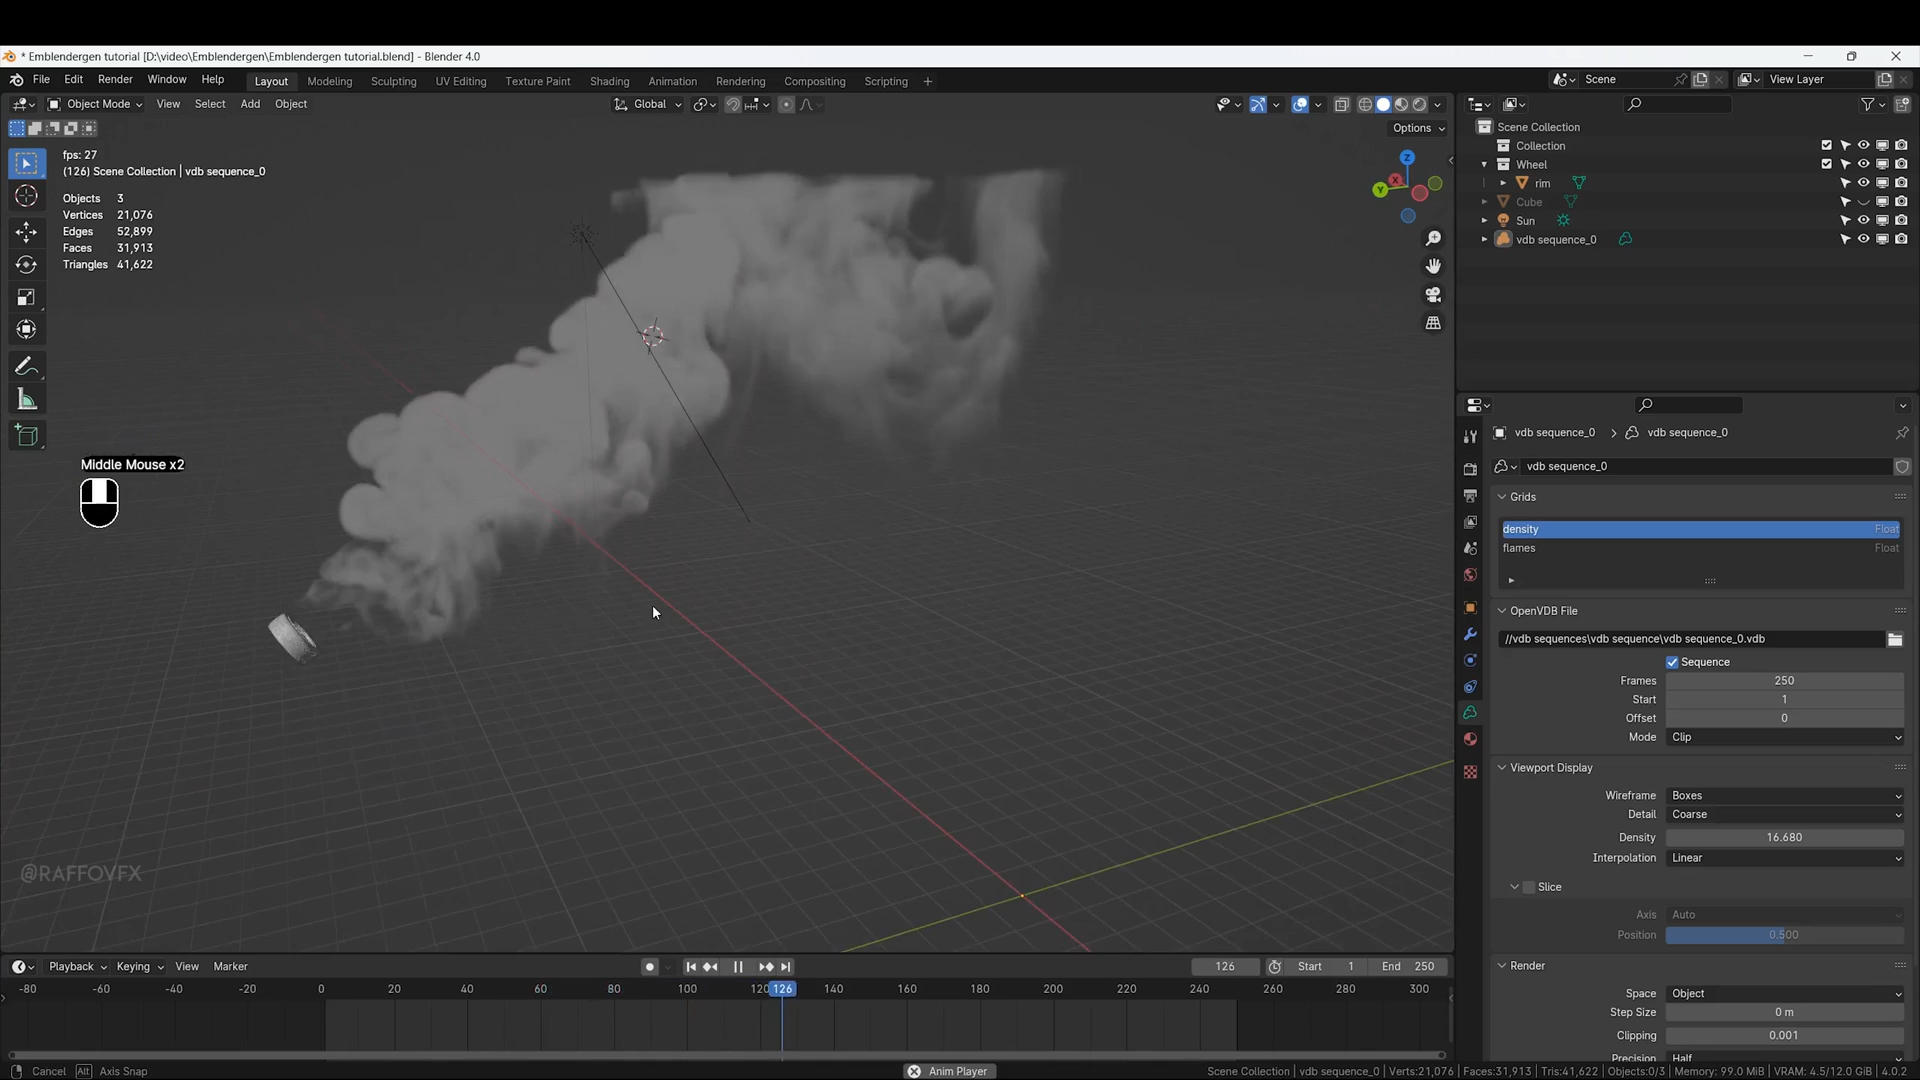 * Emblendergen tutorial [D:\video\Emblendergen\Emblendergen tutorial.blend] - Blender 4.0
File Edit Render Window Help Layout Modeling Sculpting UV Editing Texture Paint Shading Animation Rendering Compositing Scripting + Scene View Layer
Object Mode View Select Add Object Global
Options
fps: 27
(126) Scene Collection | vdb sequence_0
Objects 3
Vertices 21,076
Edges 52,899
Faces 31,913
Triangles 41,622
Z
X
Y
Middle Mouse x2
@RAFFOVFX
Scene Collection
Collection
Wheel
rim
Cube
Sun
vdb sequence_0
vdb sequence_0 > vdb sequence_0
vdb sequence_0
Grids
density Float
flames Float
OpenVDB File
//vdb sequences\vdb sequence\vdb sequence_0.vdb
Sequence
Frames 250
Start 1
Offset 0
Mode Clip
Viewport Display
Wireframe Boxes
Detail Coarse
Density 16.680
Interpolation Linear
Slice
Axis Auto
Position 0.500
Render
Space Object
Step Size 0 m
Clipping 0.001
Precision Half
Playback Keying View Marker 126 Start 1 End 250
-80 -60 -40 -20 0 20 40 60 80 100 120 126 140 160 180 200 220 240 260 280 300
Cancel Alt Axis Snap Anim Player Scene Collection | vdb sequence_0 | Verts:21,076 | Faces:31,913 | Tris:41,622 | Objects:0/3 | Memory: 99.0 MiB | VRAM: 4.5/12.0 GiB | 4.0.2